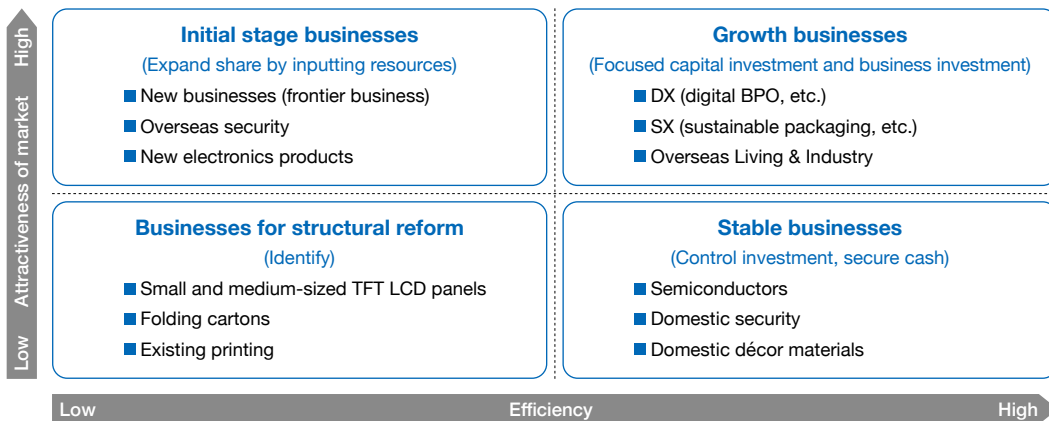 High
Attractiveness of market
Low
Initial stage businesses
(Expand share by inputting resources)
New businesses (frontier business)
Overseas security
New electronics products
Growth businesses
(Focused capital investment and business investment)
DX (digital BPO, etc.)
SX (sustainable packaging, etc.)
Overseas Living & Industry
Businesses for structural reform
(Identify)
Small and medium-sized TFT LCD panels
Folding cartons
Existing printing
Stable businesses
(Control investment, secure cash)
Semiconductors
Domestic security
Domestic décor materials
Low
Efficiency
High